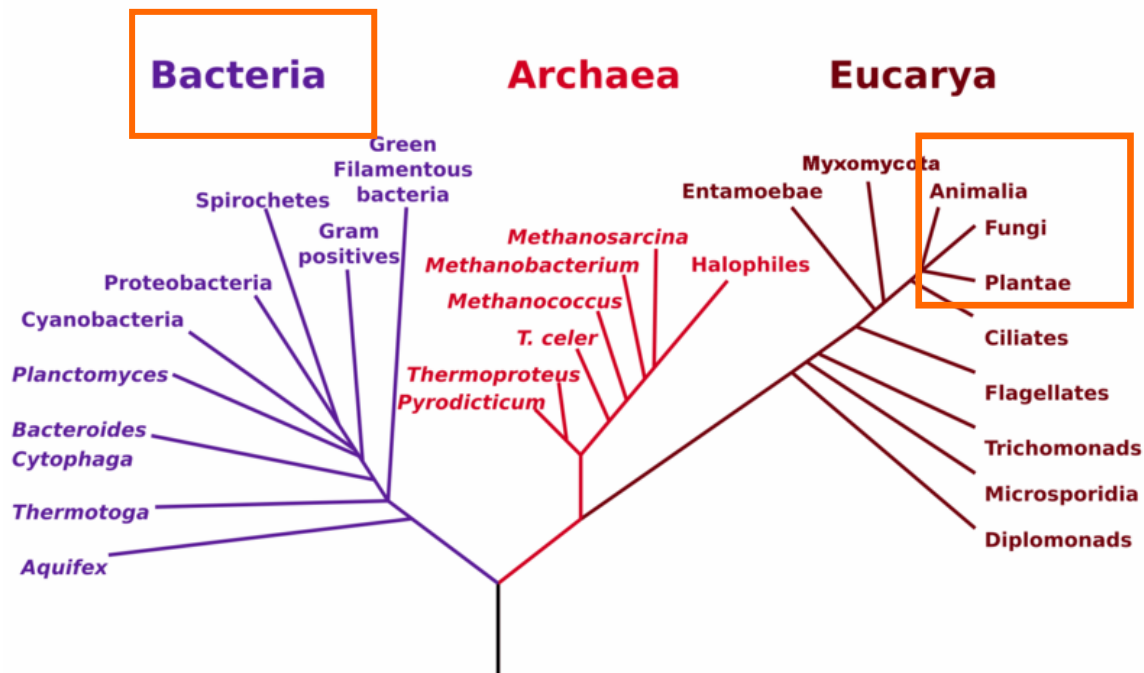 Bacteria
Archaea
Eucarya
Green
Filamentous
bacteria
Spirochetes
Gram
positives
Proteobacteria
Cyanobacteria
Planctomyces
Bacteroides
Cytophaga
Thermotoga
Aquifex
Methanosarcina
Methanobacterium
Halophiles
Methanococcus
T. celer
Thermoproteus
Pyrodicticum
Myxomycota
Entamoebae
Animalia
Fungi
Plantae
Ciliates
Flagellates
Trichomonads
Microsporidia
Diplomonads